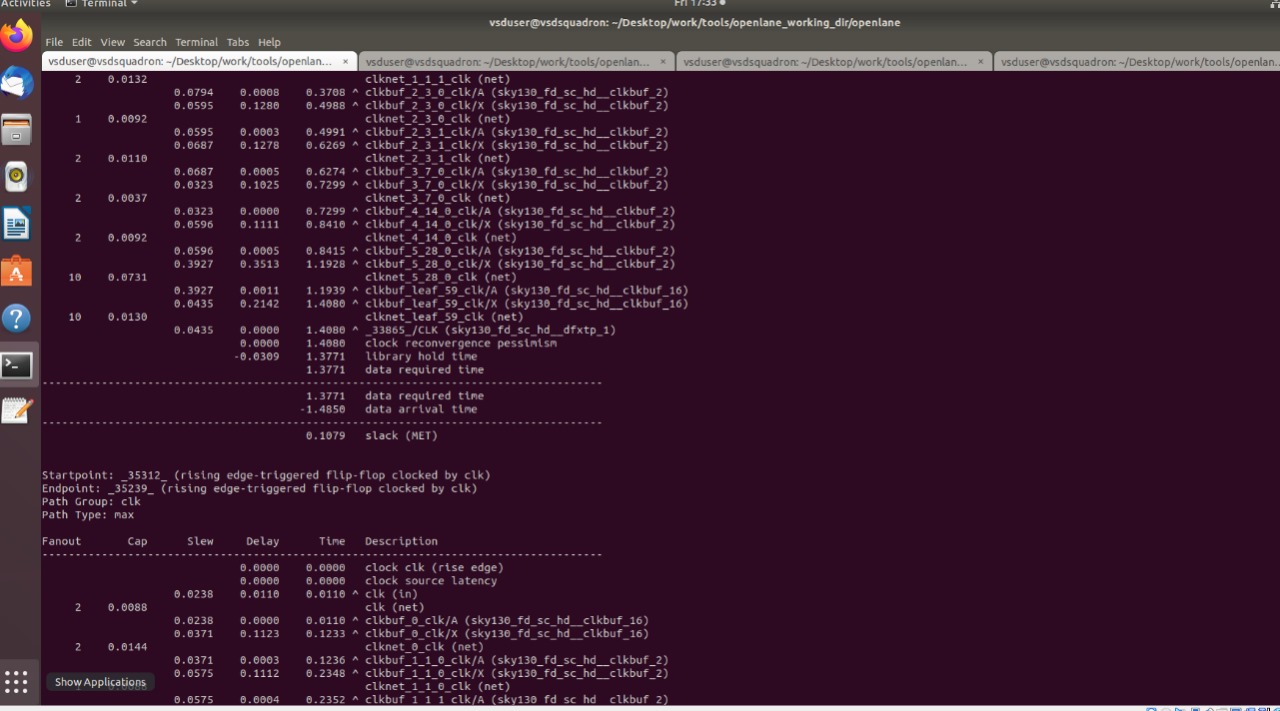 Activities Terminal Fri 17:33
vsduser@vsdsquadron: ~/Desktop/work/tools/openlane_working_dir/openlane
File Edit View Search Terminal Tabs Help
vsduser@vsdsquadron: ~/Desktop/work/tools/openlan... × vsduser@vsdsquadron: ~/Desktop/work/tools/openlan... × vsduser@vsdsquadron: ~/Desktop/work/tools/openlan... × vsduser@vsdsquadron: ~/Desktop/work/tools/openlan...
2 0.0132 clknet_1_1_1_clk (net)
0.0794 0.0008 0.3708 ^ clkbuf_2_3_0_clk/A (sky130_fd_sc_hd__clkbuf_2)
0.0595 0.1280 0.4988 ^ clkbuf_2_3_0_clk/X (sky130_fd_sc_hd__clkbuf_2)
1 0.0092 clknet_2_3_0_clk (net)
0.0595 0.0003 0.4991 ^ clkbuf_2_3_1_clk/A (sky130_fd_sc_hd__clkbuf_2)
0.0687 0.1278 0.6269 ^ clkbuf_2_3_1_clk/X (sky130_fd_sc_hd__clkbuf_2)
2 0.0110 clknet_2_3_1_clk (net)
0.0687 0.0005 0.6274 ^ clkbuf_3_7_0_clk/A (sky130_fd_sc_hd__clkbuf_2)
0.0323 0.1025 0.7299 ^ clkbuf_3_7_0_clk/X (sky130_fd_sc_hd__clkbuf_2)
2 0.0037 clknet_3_7_0_clk (net)
0.0323 0.0000 0.7299 ^ clkbuf_4_14_0_clk/A (sky130_fd_sc_hd__clkbuf_2)
0.0596 0.1111 0.8410 ^ clkbuf_4_14_0_clk/X (sky130_fd_sc_hd__clkbuf_2)
2 0.0092 clknet_4_14_0_clk (net)
0.0596 0.0005 0.8415 ^ clkbuf_5_28_0_clk/A (sky130_fd_sc_hd__clkbuf_2)
0.3927 0.3513 1.1928 ^ clkbuf_5_28_0_clk/X (sky130_fd_sc_hd__clkbuf_2)
10 0.0731 clknet_5_28_0_clk (net)
0.3927 0.0011 1.1939 ^ clkbuf_leaf_59_clk/A (sky130_fd_sc_hd__clkbuf_16)
0.0435 0.2142 1.4080 ^ clkbuf_leaf_59_clk/X (sky130_fd_sc_hd__clkbuf_16)
10 0.0130 clknet_leaf_59_clk (net)
0.0435 0.0000 1.4080 ^ _33865_/CLK (sky130_fd_sc_hd__dfxtp_1)
0.0000 1.4080 clock reconvergence pessimism
-0.0309 1.3771 library hold time
1.3771 data required time
-------------------------------------------------------------------------------------
1.3771 data required time
-1.4850 data arrival time
-------------------------------------------------------------------------------------
0.1079 slack (MET)
Startpoint: _35312_ (rising edge-triggered flip-flop clocked by clk)
Endpoint: _35239_ (rising edge-triggered flip-flop clocked by clk)
Path Group: clk
Path Type: max
Fanout Cap Slew Delay Time Description
-------------------------------------------------------------------------------------
0.0000 0.0000 clock clk (rise edge)
0.0000 0.0000 clock source latency
0.0238 0.0110 0.0110 ^ clk (in)
2 0.0088 clk (net)
0.0238 0.0000 0.0110 ^ clkbuf_0_clk/A (sky130_fd_sc_hd__clkbuf_16)
0.0371 0.1123 0.1233 ^ clkbuf_0_clk/X (sky130_fd_sc_hd__clkbuf_16)
2 0.0144 clknet_0_clk (net)
0.0371 0.0003 0.1236 ^ clkbuf_1_1_0_clk/A (sky130_fd_sc_hd__clkbuf_2)
0.0575 0.1112 0.2348 ^ clkbuf_1_1_0_clk/X (sky130_fd_sc_hd__clkbuf_2)
Show Applications
clknet_1_1_0_clk (net)
0.0575 0.0004 0.2352 ^ clkbuf_1_1_1_clk/A (sky130_fd_sc_hd__clkbuf_2)